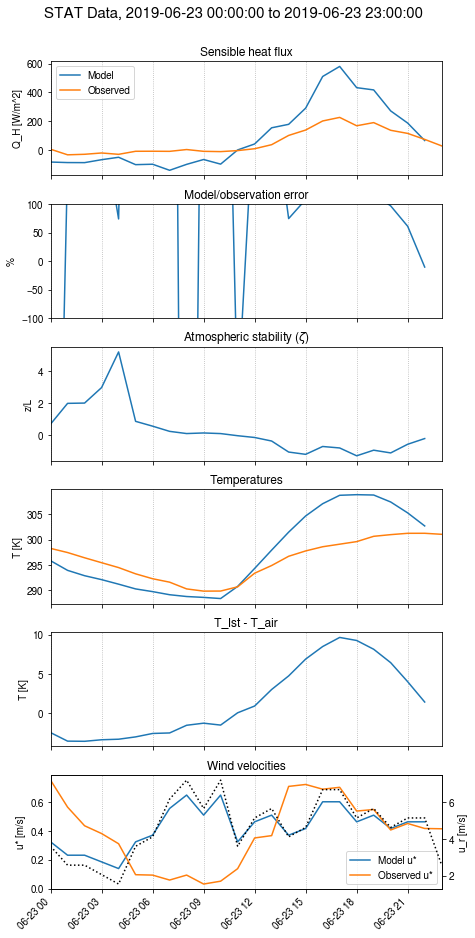 STAT Data, 2019-06-23 00:00:00 to 2019-06-23 23:00:00
Sensible heat flux
Q_H [W/m^2]
600
400
200
0
Model
Observed
Model/observation error
%
100
50
0
−50
−100
Atmospheric stability (ζ)
z/L
4
2
0
Temperatures
T [K]
305
300
295
290
T_lst - T_air
T [K]
10
5
0
Wind velocities
u* [m/s]
0.6
0.4
0.2
0.0
Model u*
Observed u*
6
4
2
u_r [m/s]
06-23 00
06-23 03
06-23 06
06-23 09
06-23 12
06-23 15
06-23 18
06-23 21